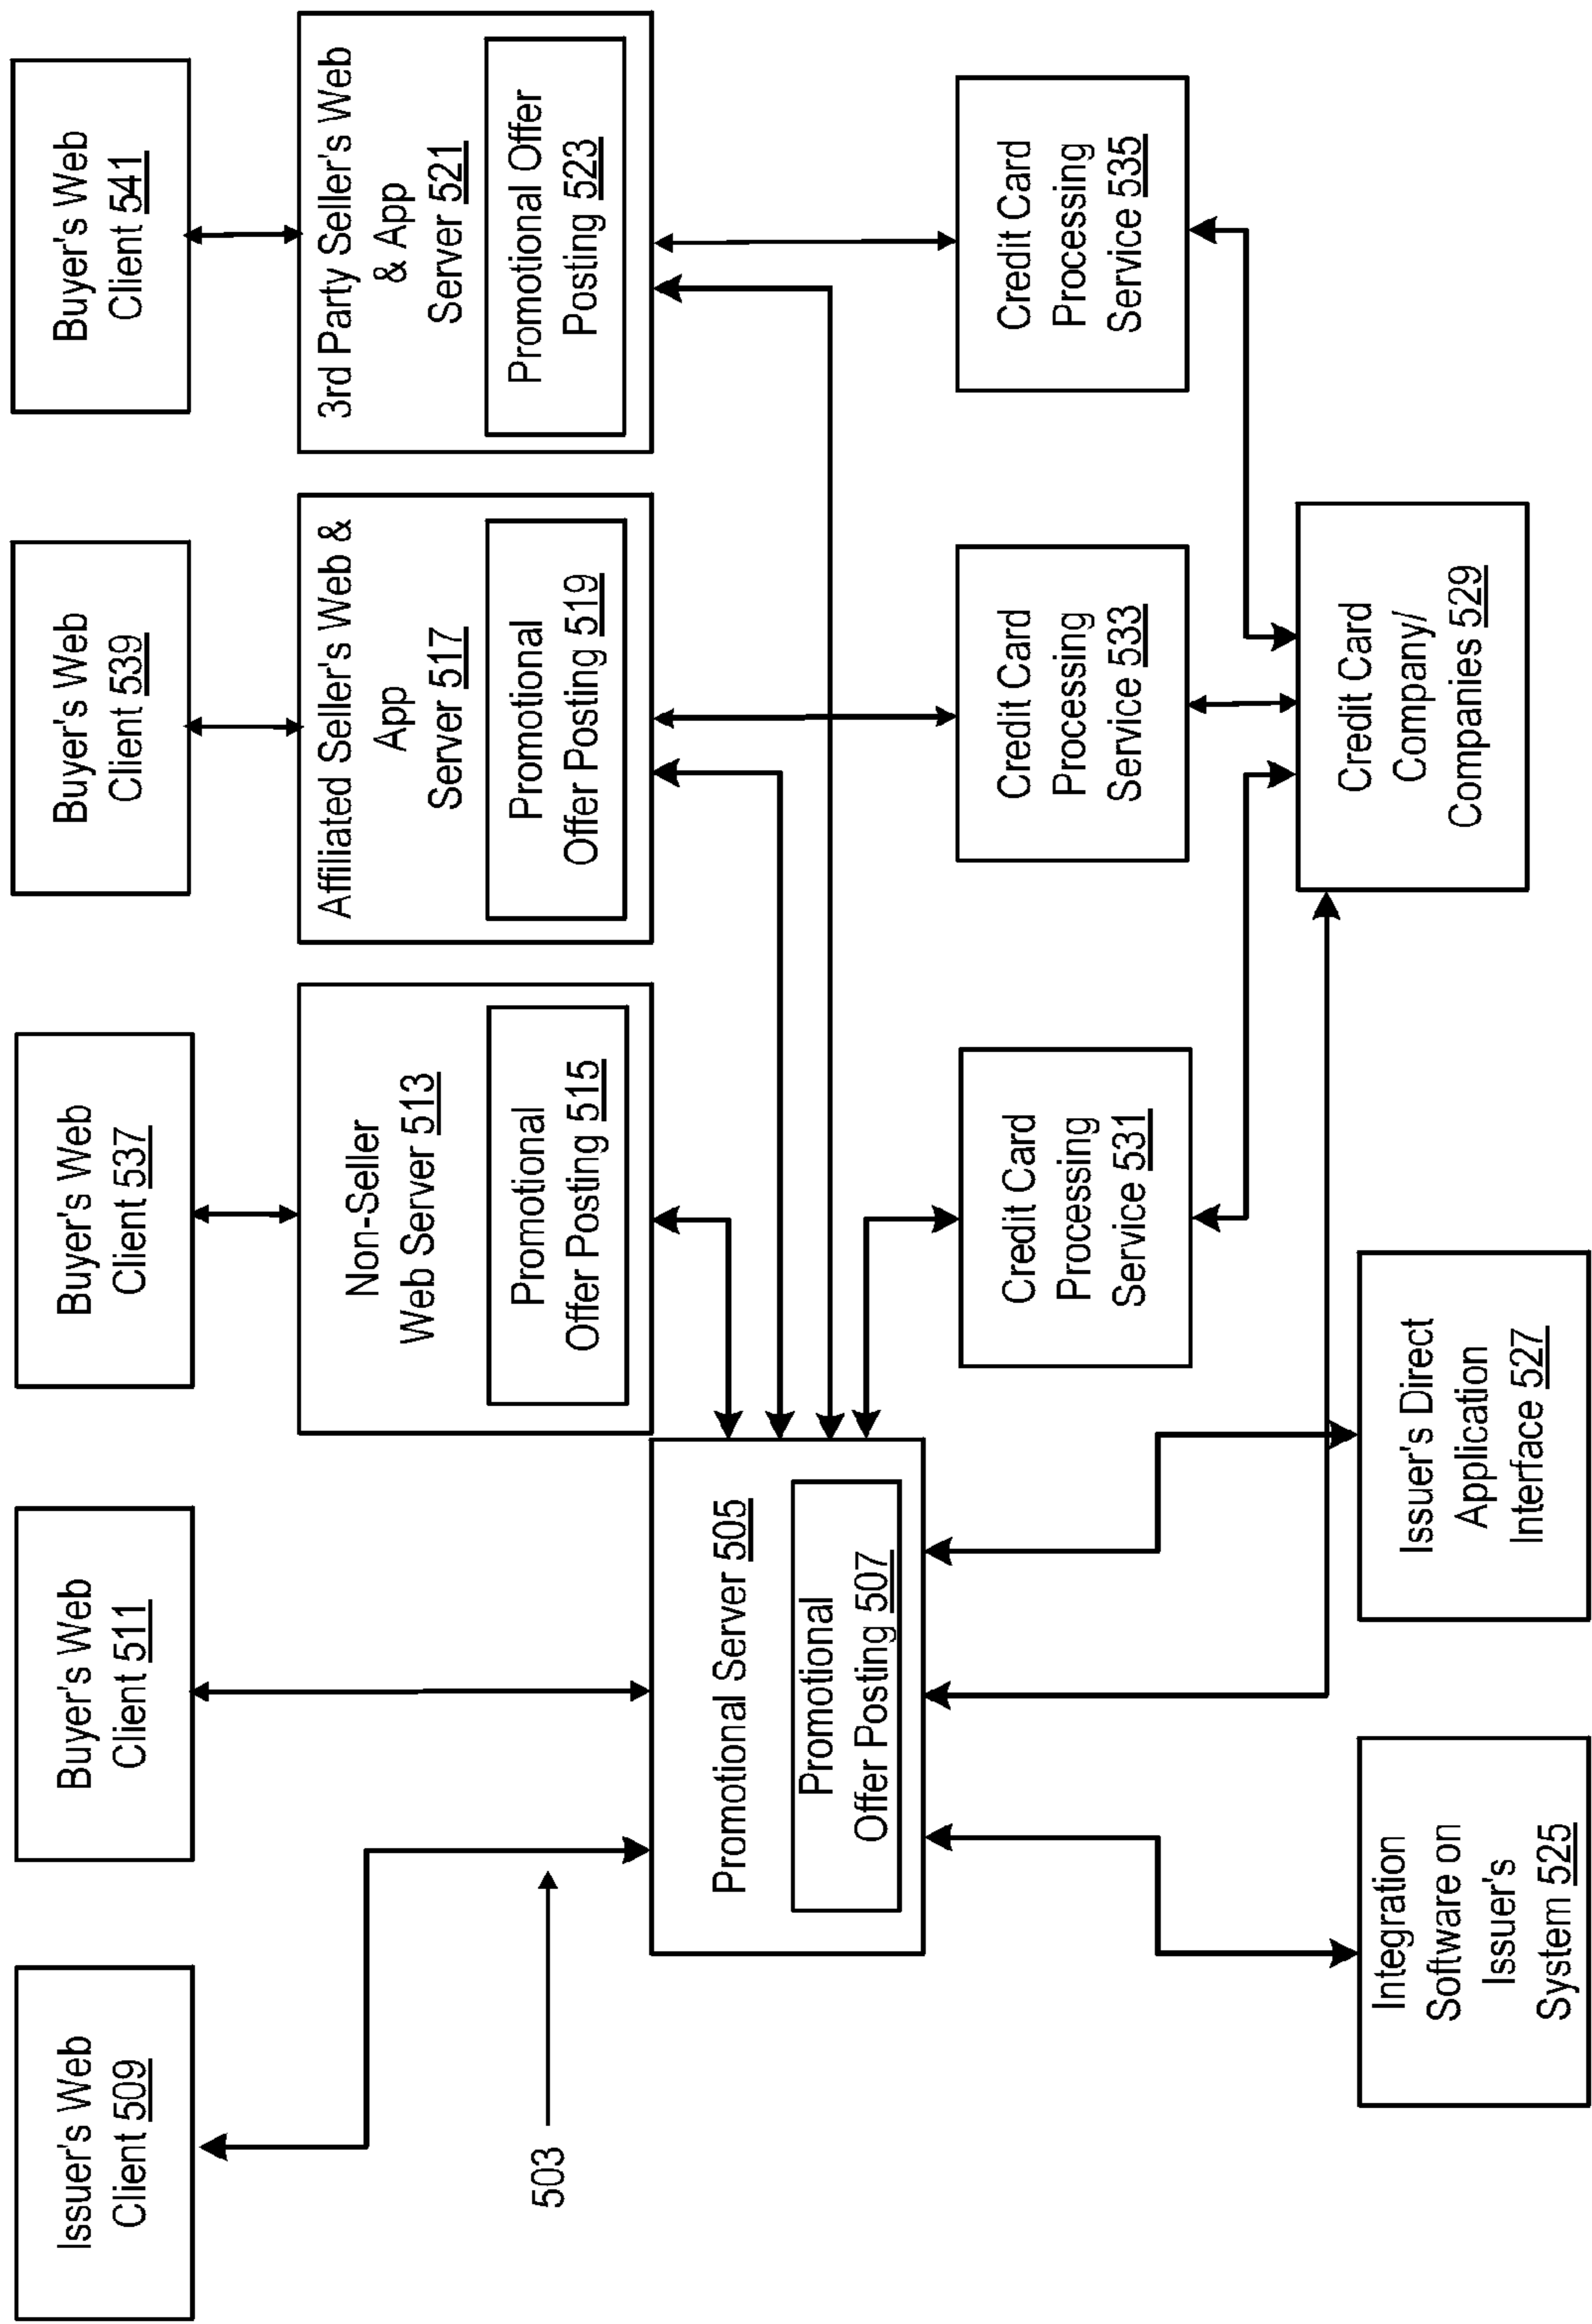 Issuer's Web
Client 509
Buyer's Web
Client 511
Buyer's Web
Client 537
Buyer's Web
Client 539
Buyer's Web
Client 541
Non-Seller
Web Server 513
Promotional
Offer Posting 515
Affiliated Seller's Web &
App
Server 517
Promotional
Offer Posting 519
3rd Party Seller's Web
& App
Server 521
Promotional Offer
Posting 523
503
Promotional Server 505
Promotional
Offer Posting 507
Credit Card
Processing
Service 531
Credit Card
Processing
Service 533
Credit Card
Processing
Service 535
Integration
Software on
Issuer's
System 525
Issuer's Direct
Application
Interface 527
Credit Card
Company/
Companies 529